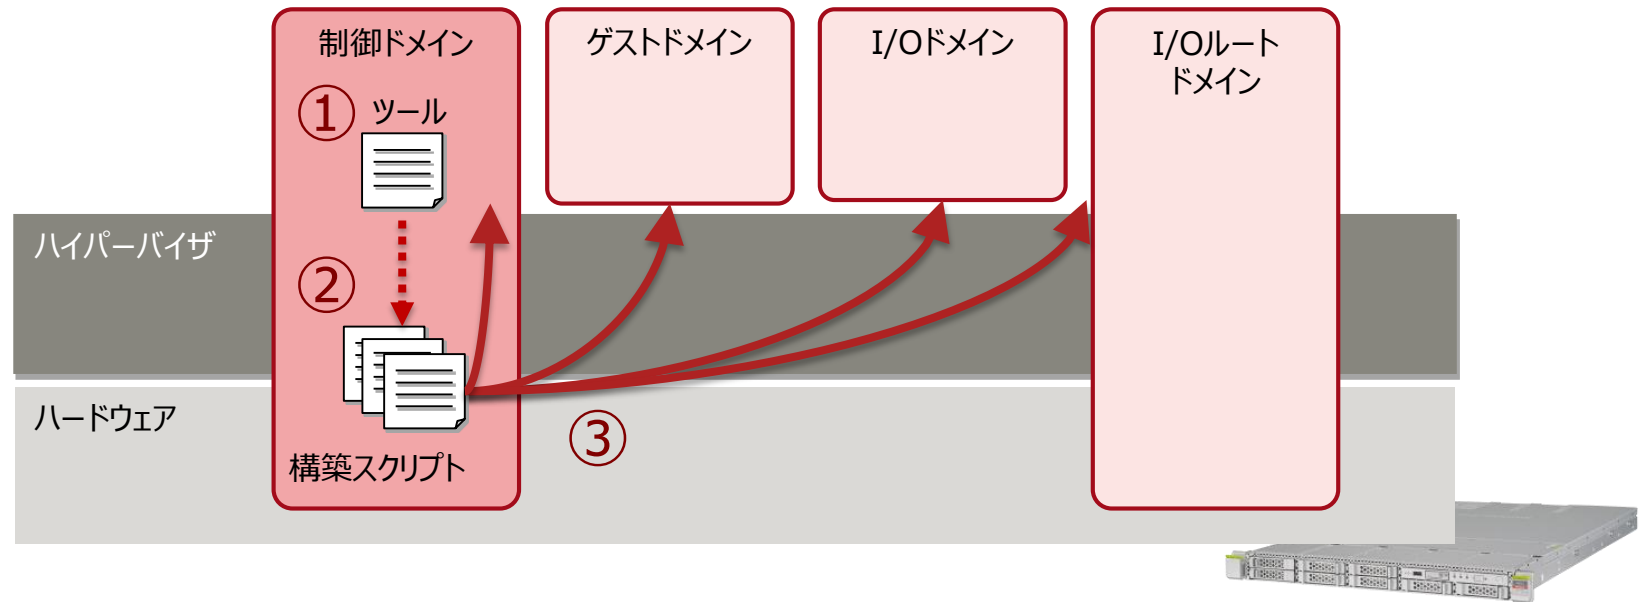 制御ドメイン
ゲストドメイン
I/Oドメイン
I/Oルート
ドメイン
① ツール
ハイパーバイザ
②
ハードウェア
③
構築スクリプト